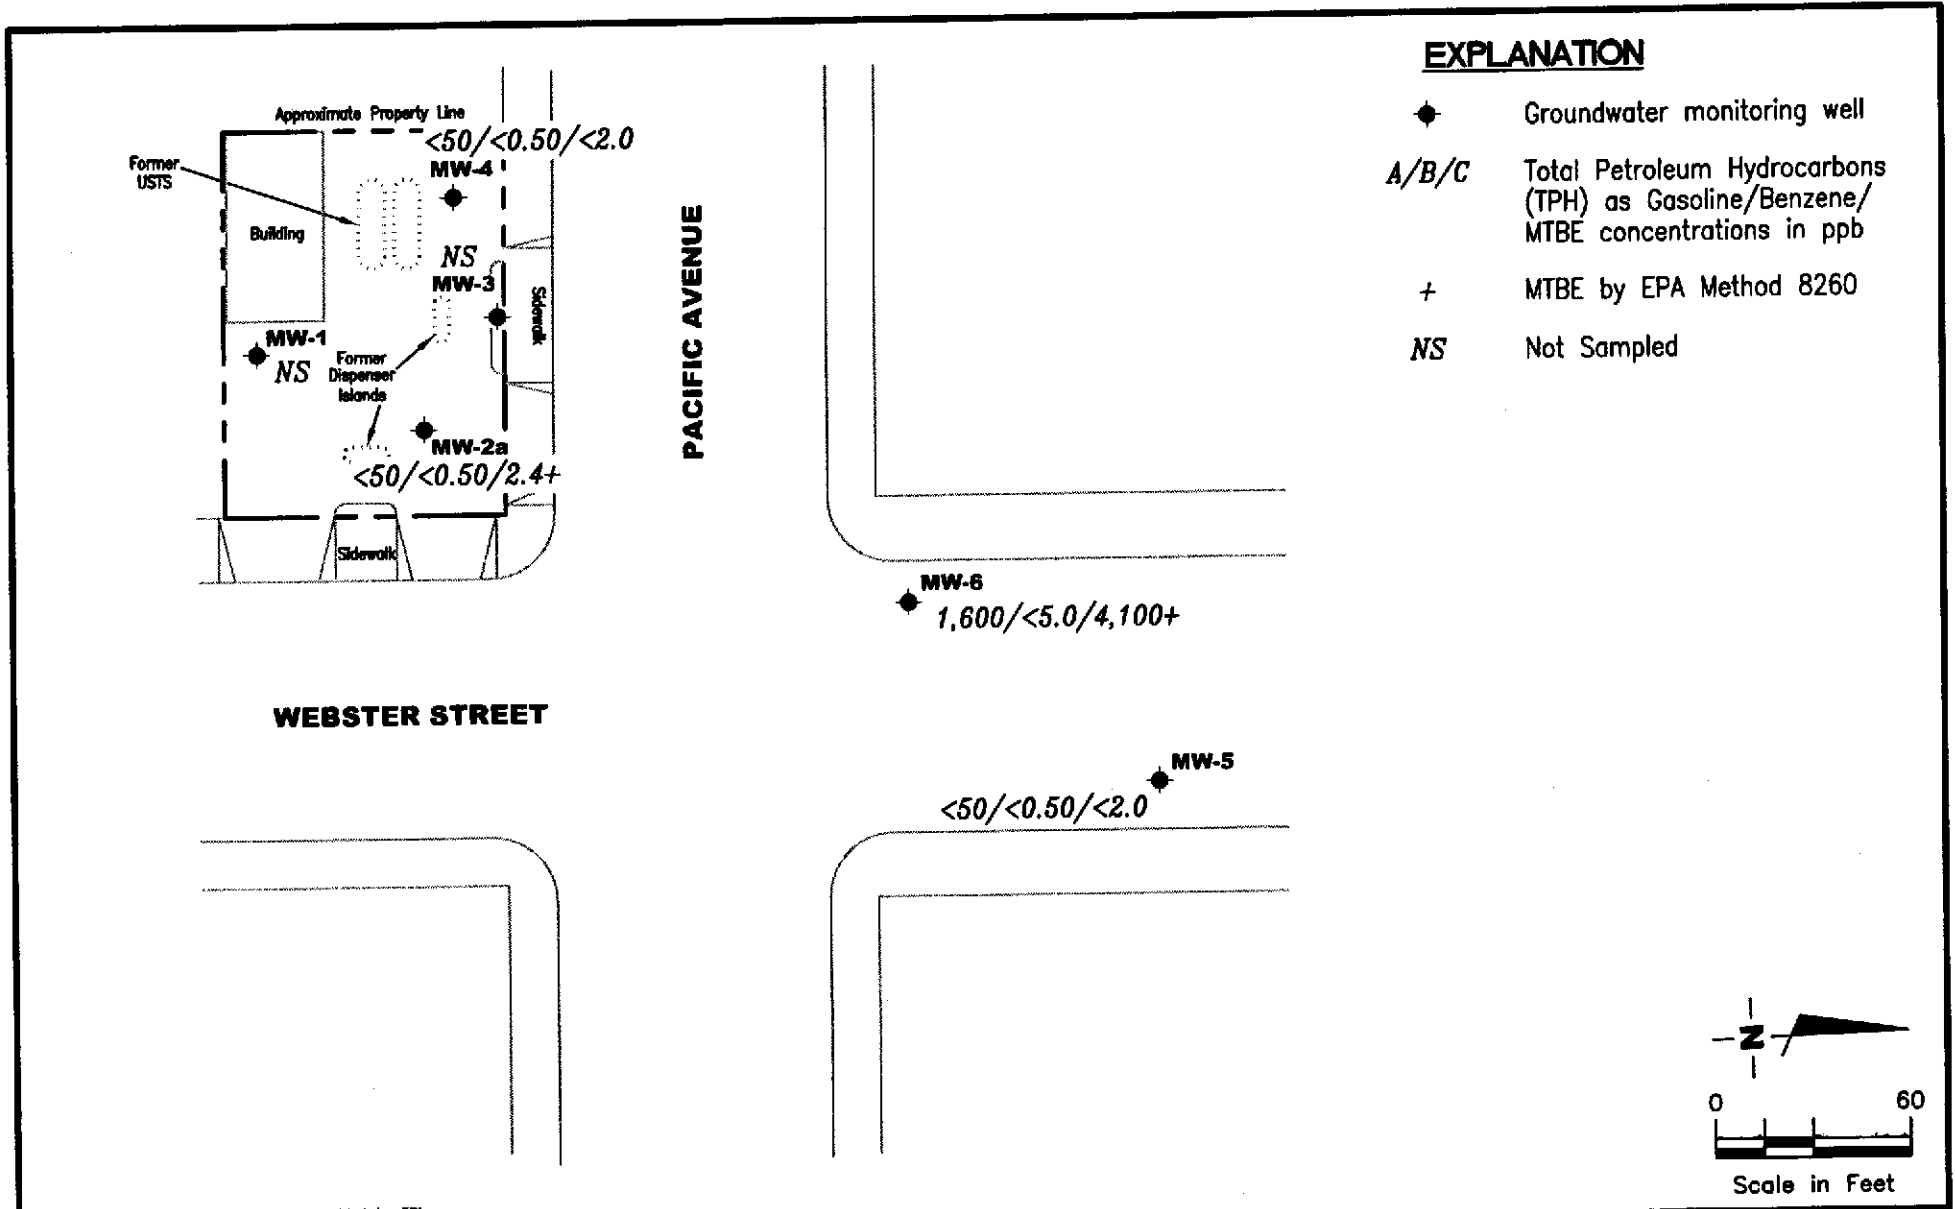 EXPLANATION
Groundwater monitoring well
A/B/C Total Petroleum Hydrocarbons
(TPH) as Gasoline/Benzene/
MTBE concentrations in ppb
+ MTBE by EPA Method 8260
NS Not Sampled
Approximate Property Line
<50/<0.50/<2.0
MW-4
Former
USTS
Building
NS
MW-3
Sidewalk
MW-1
NS
Former
Dispenser
Islands
MW-2a
<50/<0.50/2.4+
Sidewalk
PACIFIC AVENUE
MW-6
1,600/<5.0/4,100+
WEBSTER STREET
MW-5
<50/<0.50/<2.0
N
0 60
Scale in Feet